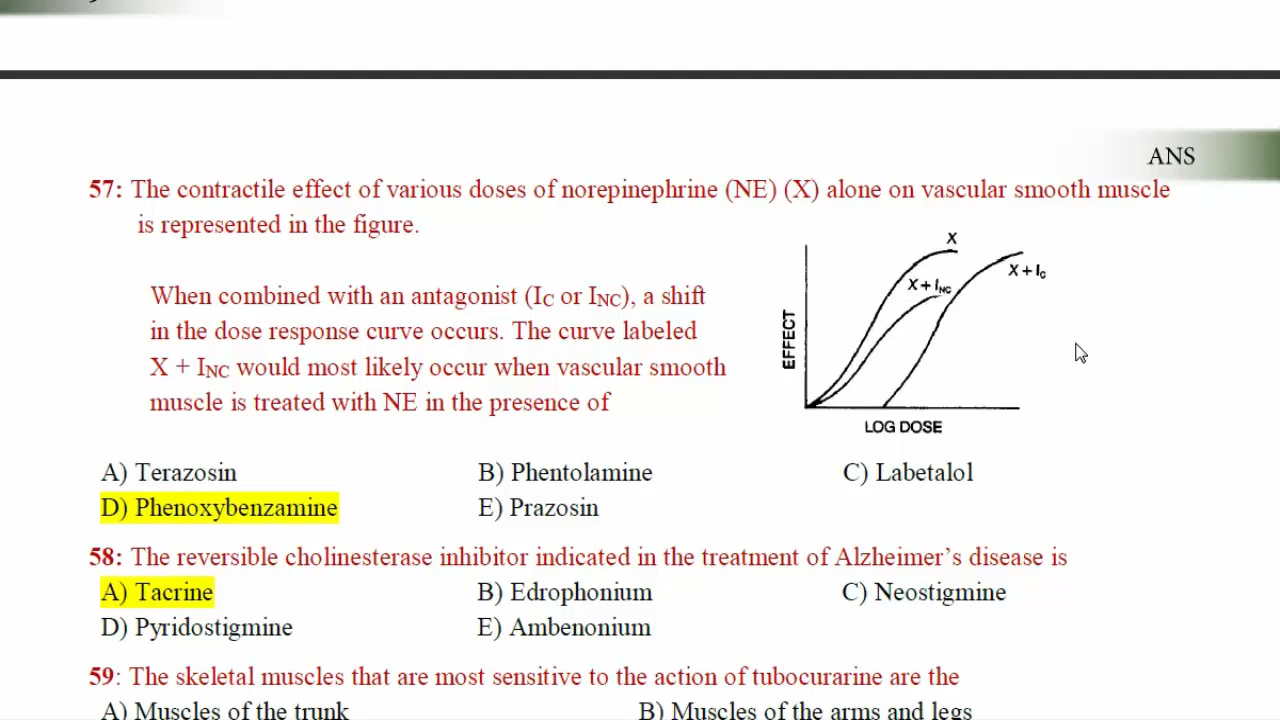 ANS
57: The contractile effect of various doses of norepinephrine (NE) (X) alone on vascular smooth muscle
is represented in the figure.
When combined with an antagonist (IC or INC), a shift
in the dose response curve occurs. The curve labeled
X + INC would most likely occur when vascular smooth
muscle is treated with NE in the presence of
X
X + INC
X + IC
EFFECT
LOG DOSE
A) Terazosin B) Phentolamine C) Labetalol
D) Phenoxybenzamine E) Prazosin
58: The reversible cholinesterase inhibitor indicated in the treatment of Alzheimer’s disease is
A) Tacrine B) Edrophonium C) Neostigmine
D) Pyridostigmine E) Ambenonium
59: The skeletal muscles that are most sensitive to the action of tubocurarine are the
A) Muscles of the trunk B) Muscles of the arms and legs